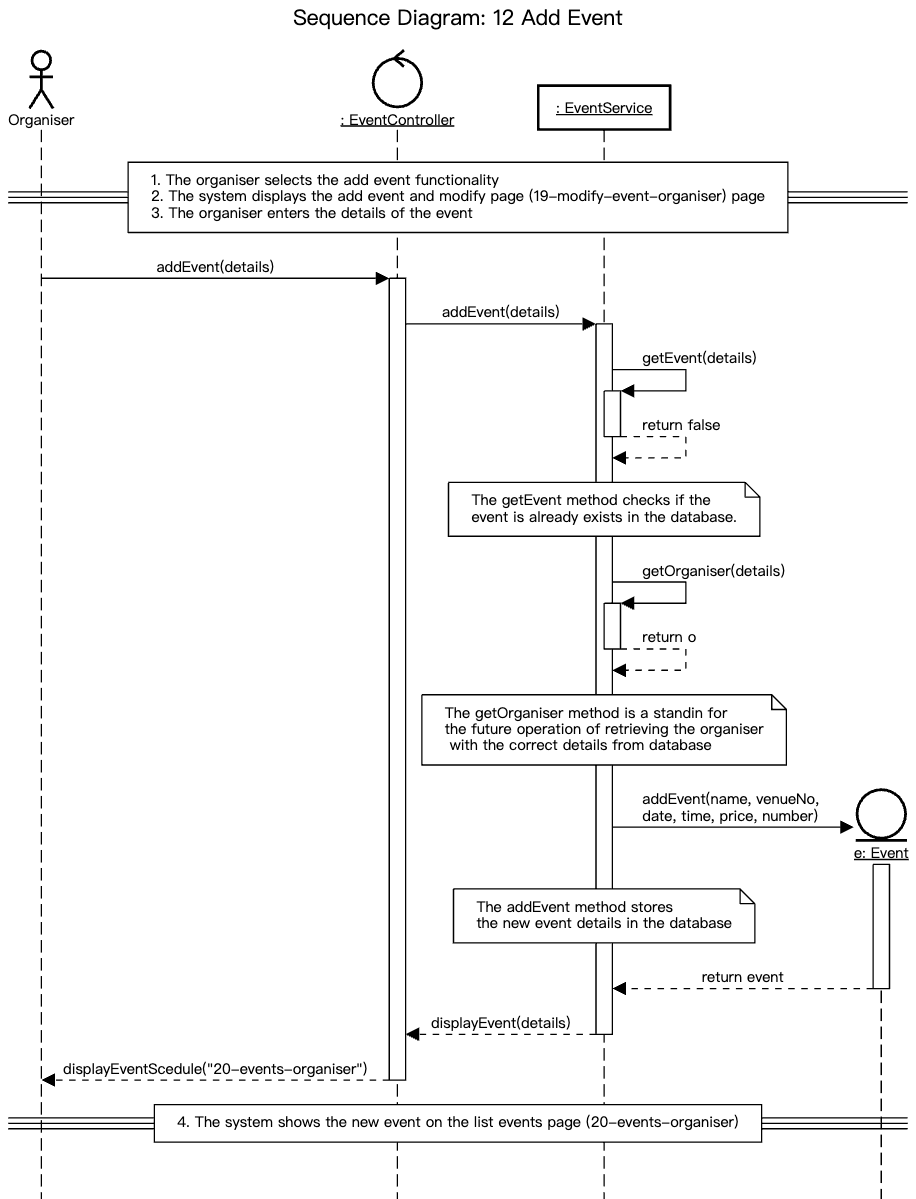 Sequence Diagram: 12 Add Event
Organiser
: EventController
: EventService
1. The organiser selects the add event functionality
2. The system displays the add event and modify page (19-modify-event-organiser) page
3. The organiser enters the details of the event
addEvent(details)
addEvent(details)
getEvent(details)
return false
The getEvent method checks if the
event is already exists in the database.
getOrganiser(details)
return o
The getOrganiser method is a standin for
the future operation of retrieving the organiser
with the correct details from database
addEvent(name, venueNo,
date, time, price, number)
e: Event
The addEvent method stores
the new event details in the database
return event
displayEvent(details)
displayEventScedule("20-events-organiser")
4. The system shows the new event on the list events page (20-events-organiser)